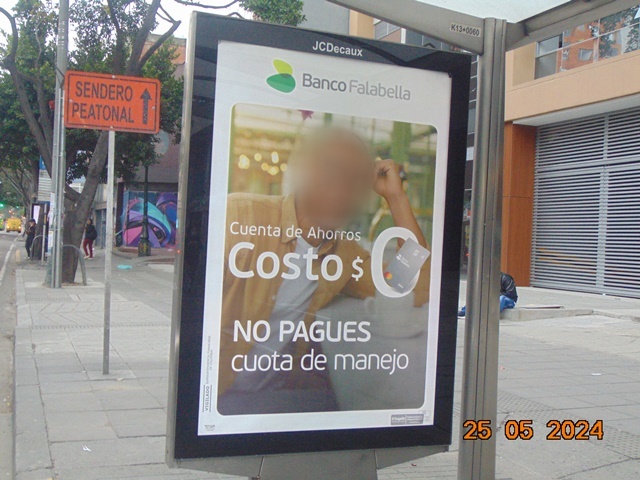 K13*0060
JCDecaux
Banco Falabella
SENDERO
PEATONAL
Cuenta de Ahorros
Costo $0
NO PAGUES
cuota de manejo
VIGILADO
25 05 2024